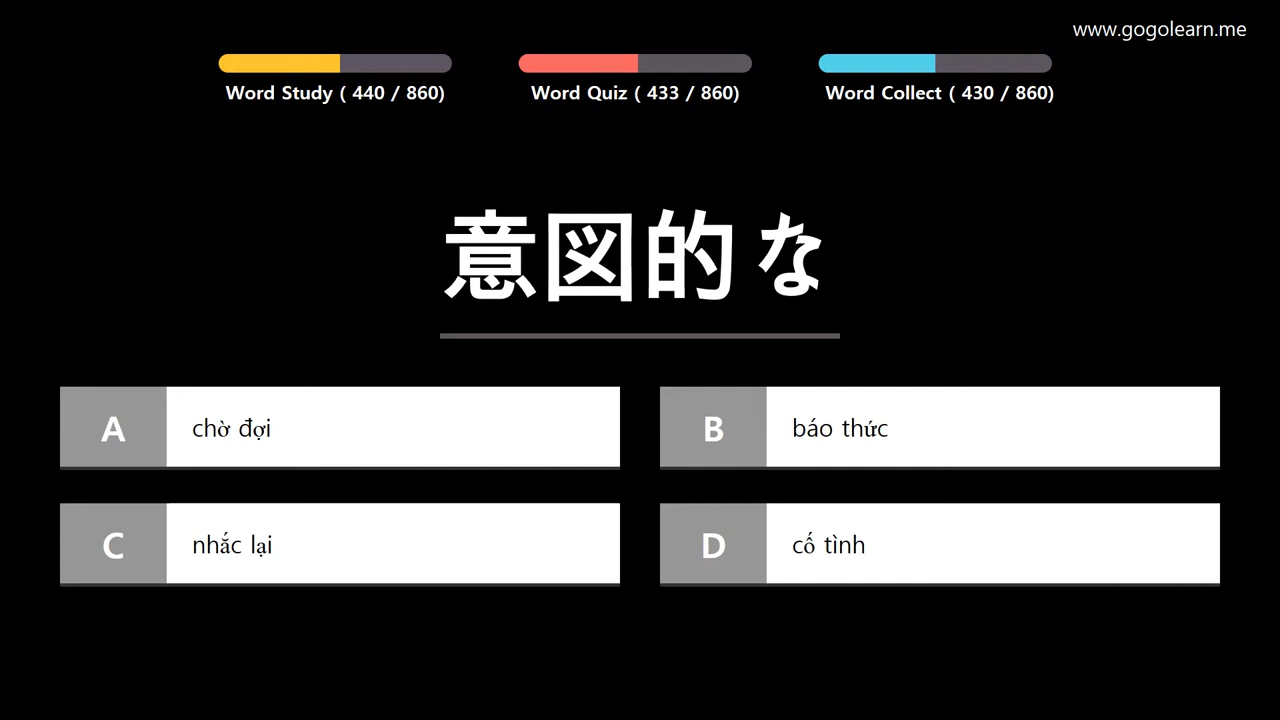 www.gogolearn.me
Word Study ( 440 / 860)
Word Quiz ( 433 / 860)
Word Collect ( 430 / 860)
意図的な
A chờ đợi
B báo thức
C nhắc lại
D cố tình